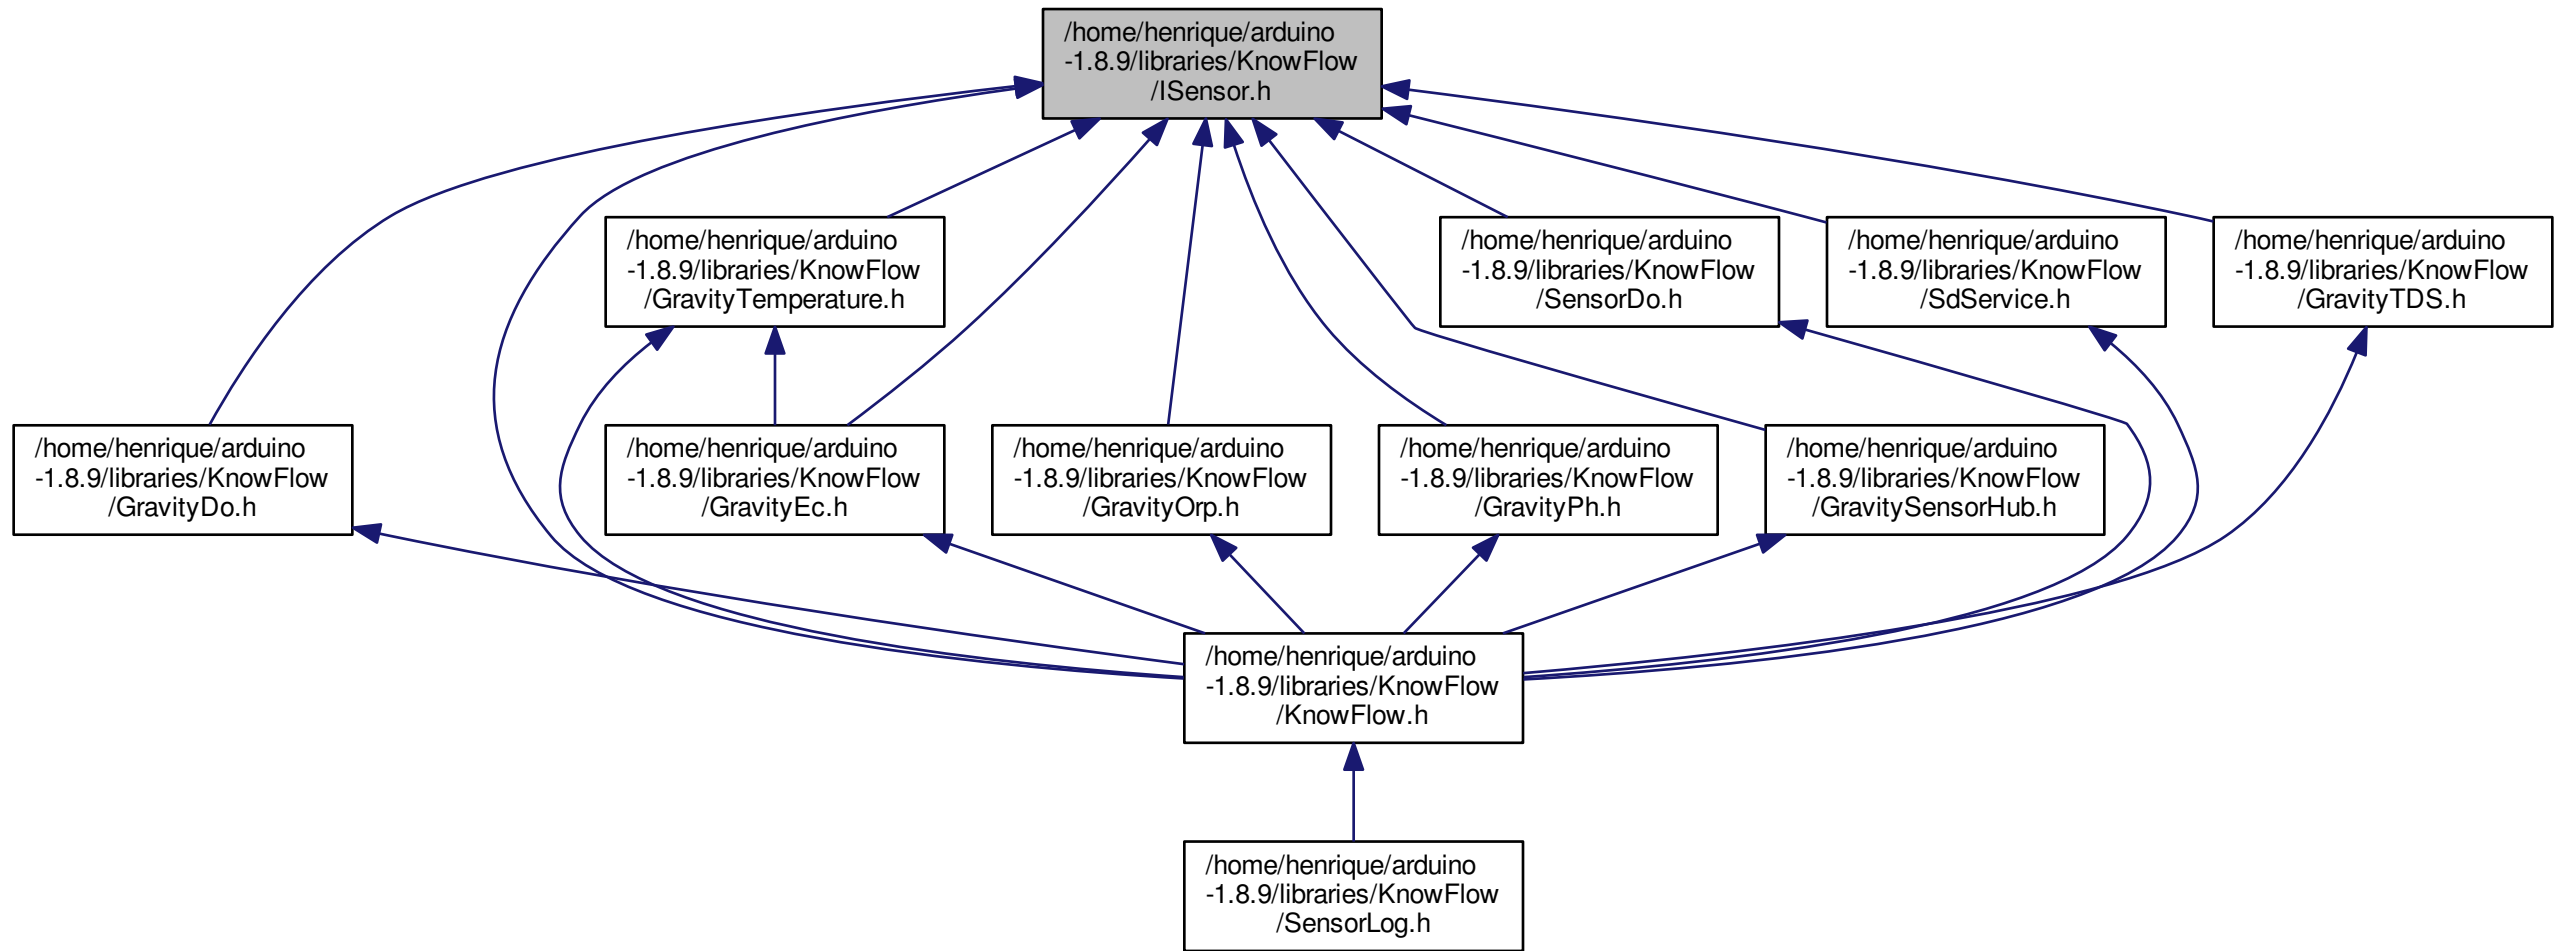 /home/henrique/arduino
-1.8.9/libraries/KnowFlow
/ISensor.h
/home/henrique/arduino
-1.8.9/libraries/KnowFlow
/GravityTemperature.h
/home/henrique/arduino
-1.8.9/libraries/KnowFlow
/SensorDo.h
/home/henrique/arduino
-1.8.9/libraries/KnowFlow
/SdService.h
/home/henrique/arduino
-1.8.9/libraries/KnowFlow
/GravityTDS.h
/home/henrique/arduino
-1.8.9/libraries/KnowFlow
/GravityDo.h
/home/henrique/arduino
-1.8.9/libraries/KnowFlow
/GravityEc.h
/home/henrique/arduino
-1.8.9/libraries/KnowFlow
/GravityOrp.h
/home/henrique/arduino
-1.8.9/libraries/KnowFlow
/GravityPh.h
/home/henrique/arduino
-1.8.9/libraries/KnowFlow
/GravitySensorHub.h
/home/henrique/arduino
-1.8.9/libraries/KnowFlow
/KnowFlow.h
/home/henrique/arduino
-1.8.9/libraries/KnowFlow
/SensorLog.h